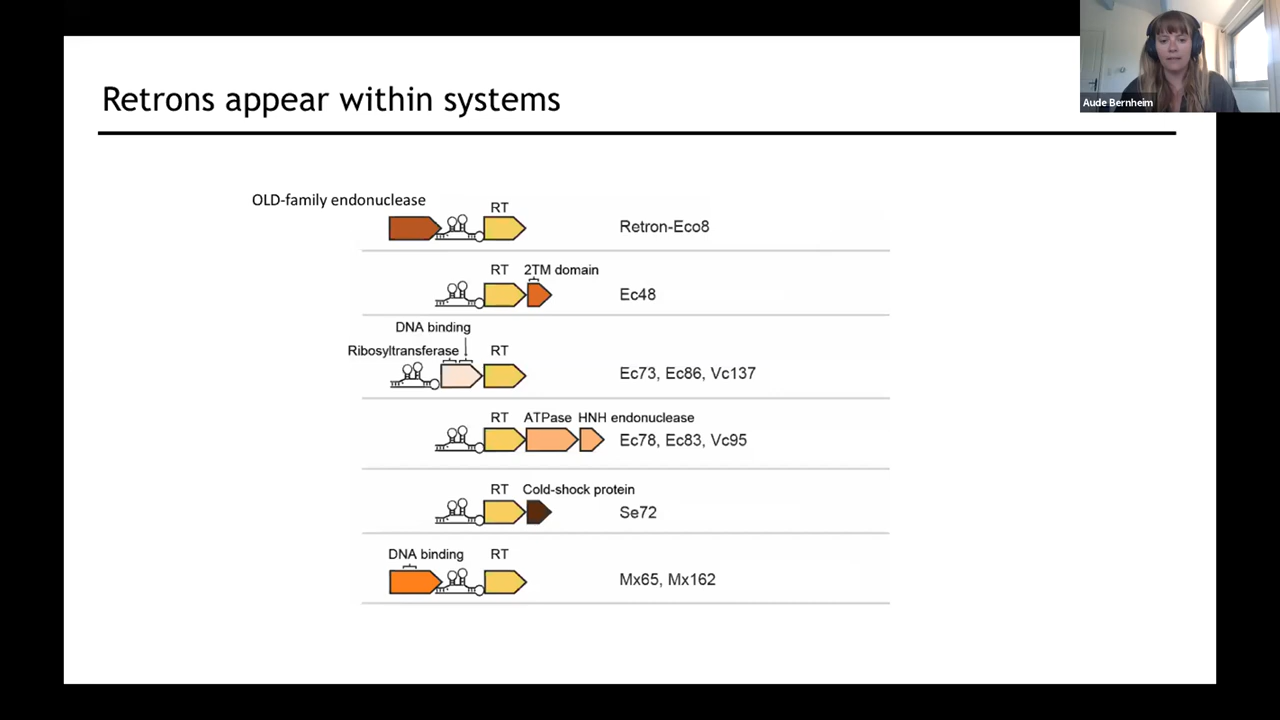 Aude Bernheim
Retrons appear within systems
OLD-family endonuclease
RT
Retron-Eco8
RT 2TM domain
Ec48
DNA binding
Ribosyltransferase RT
Ec73, Ec86, Vc137
RT ATPase HNH endonuclease
Ec78, Ec83, Vc95
RT Cold-shock protein
Se72
DNA binding RT
Mx65, Mx162